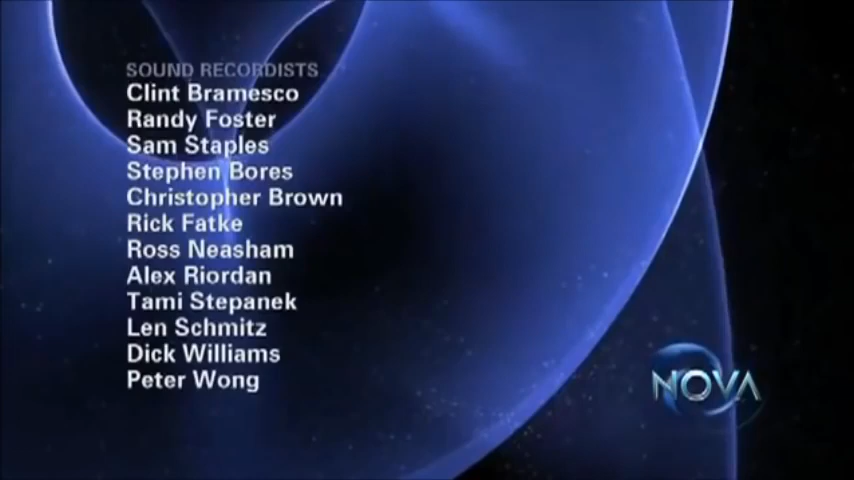 SOUND RECORDISTS
Clint Bramesco
Randy Foster
Sam Staples
Stephen Bores
Christopher Brown
Rick Fatke
Ross Neasham
Alex Riordan
Tami Stepanek
Len Schmitz
Dick Williams
Peter Wong
NOVA